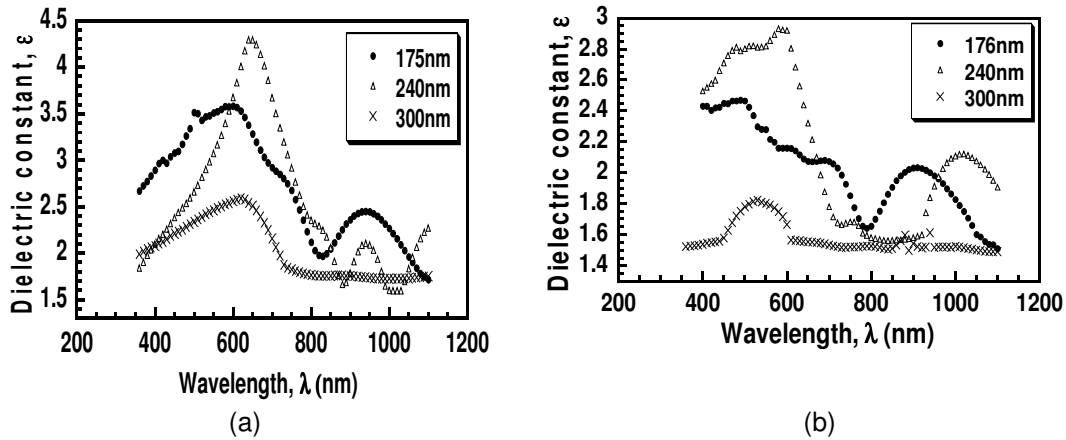 4.5
4
3.5
3
2.5
2
1.5
Dielectric constant, ε
175nm
240nm
300nm
200 400 600 800 1000 1200
Wavelength, λ (nm)
(a)
3
2.8
2.6
2.4
2.2
2
1.8
1.6
1.4
Dielectric constant, ε
176nm
240nm
300nm
200 400 600 800 1000 1200
Wavelength, λ (nm)
(b)